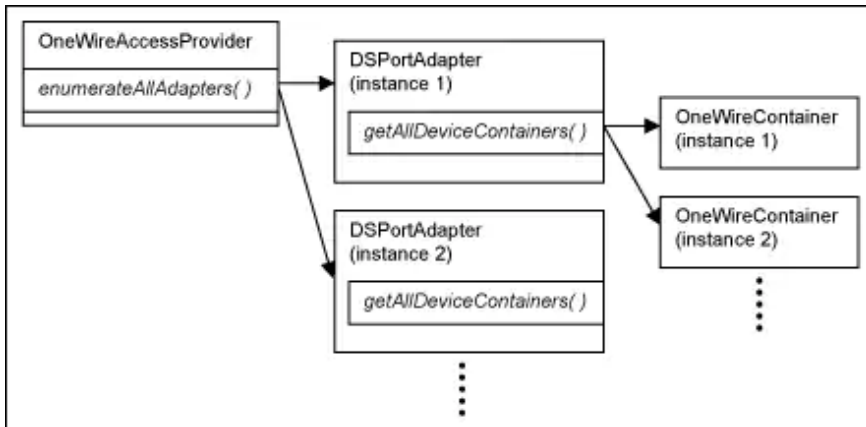 OneWireAccessProvider
enumerateAllAdapters( )
DSPortAdapter
(instance 1)
getAllDeviceContainers( )
DSPortAdapter
(instance 2)
getAllDeviceContainers( )
OneWireContainer
(instance 1)
OneWireContainer
(instance 2)